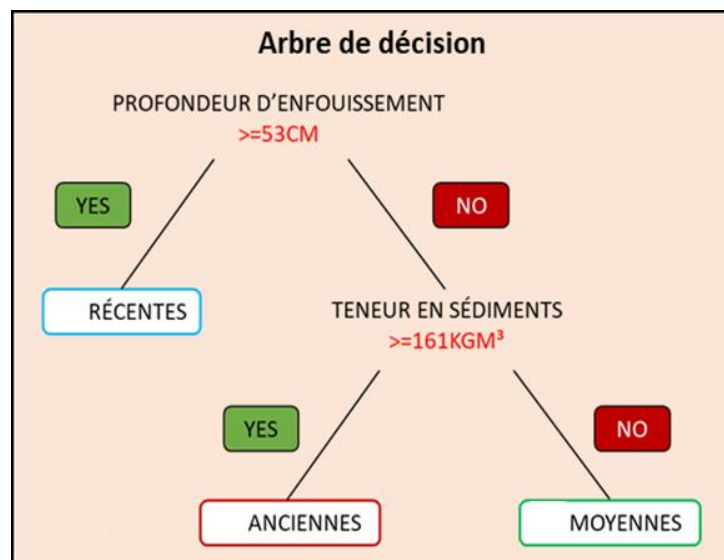 Arbre de décision
PROFONDEUR D'ENFOUISSEMENT
>=53CM
YES
NO
RÉCENTES
TENEUR EN SÉDIMENTS
>=161KGM³
YES
NO
ANCIENNES
MOYENNES